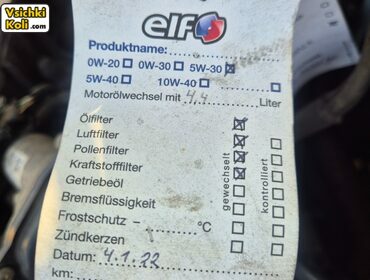 Vsichki
Koli.com
elf
Produktname:
0W-20 0W-30 5W-30
5W-40 10W-40
Motorölwechsel mit 4,4 Liter
Ölfilter
Luftfilter
Pollenfilter
Kraftstofffilter
Getriebeöl
Bremsflüssigkeit
Frostschutz – °C
Zündkerzen
Datum: 4.1.22
km:
gewechselt
kontrolliert